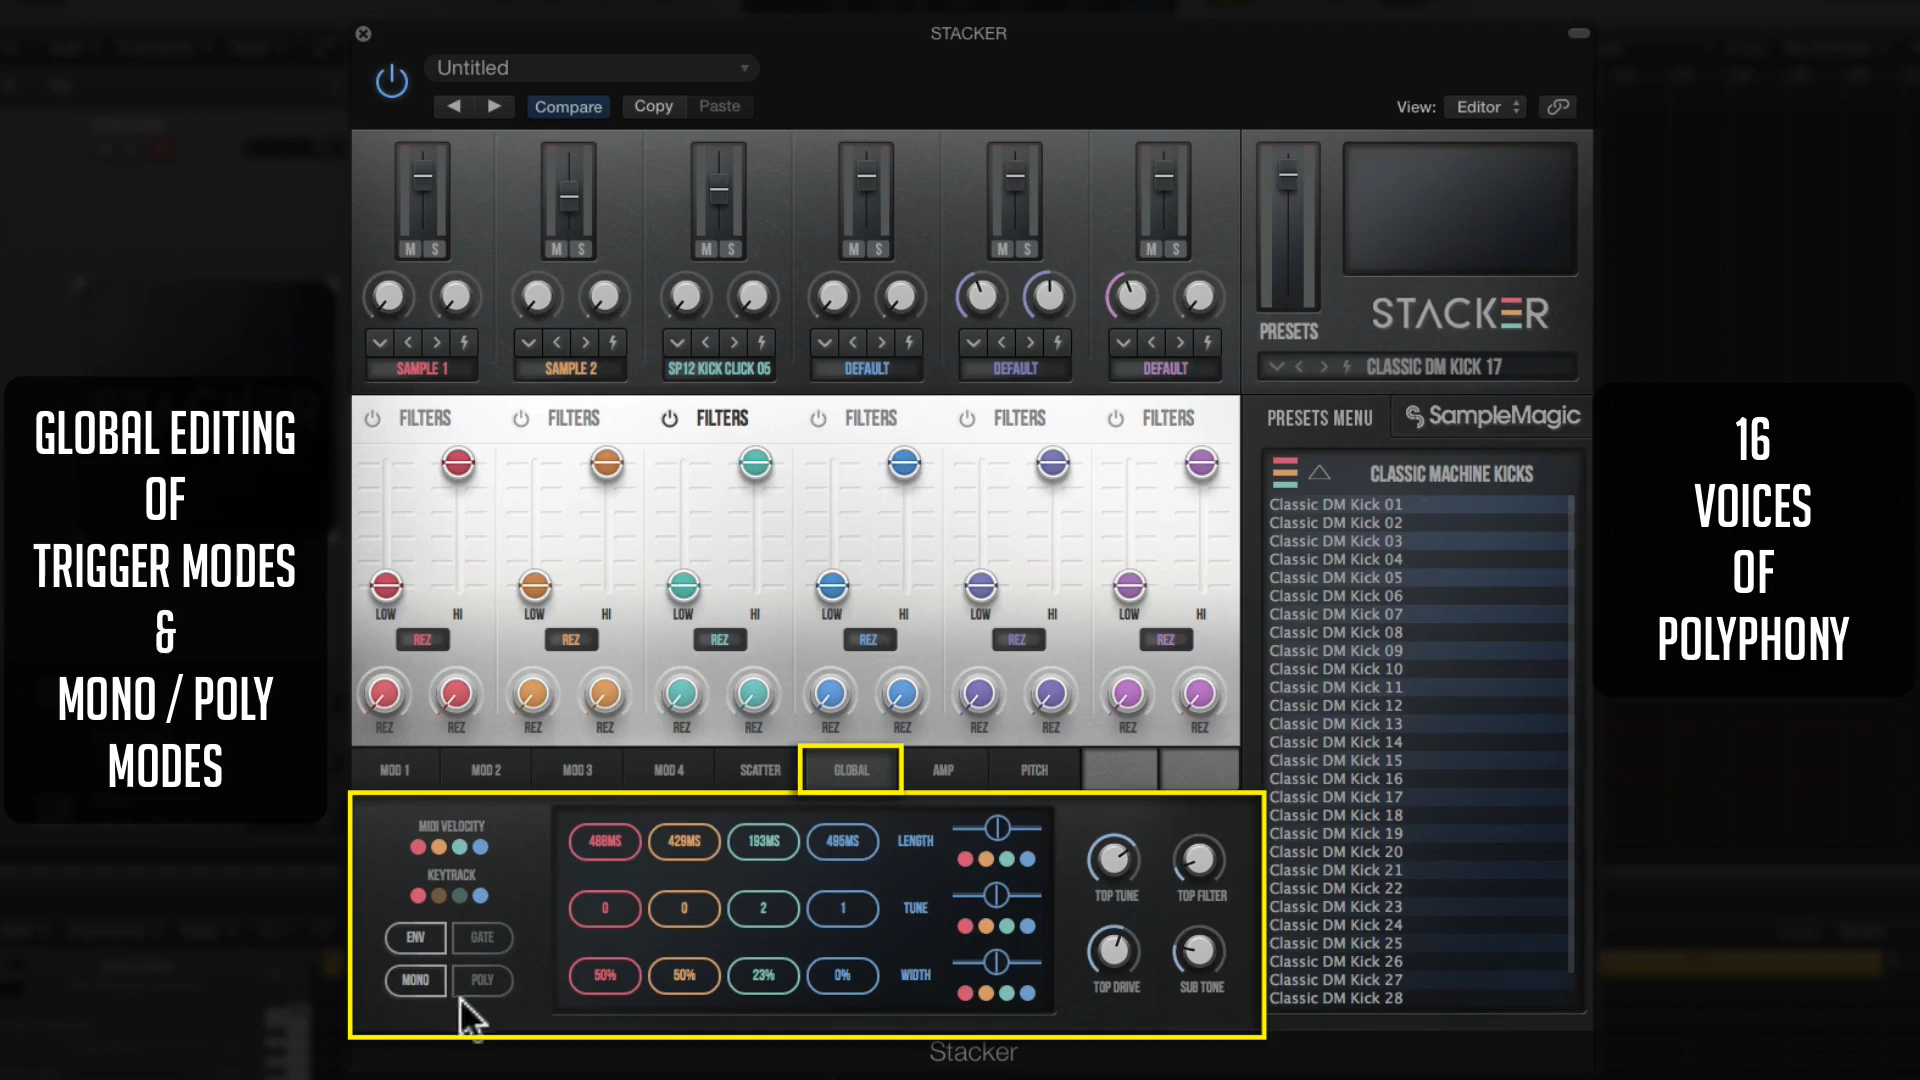 STACKER
Untitled
Compare
Copy
Paste
View:
Editor
M S
M S
M S
M S
M S
M S
SAMPLE 1
SAMPLE 2
SP12 KICK CLICK 05
DEFAULT
DEFAULT
DEFAULT
PRESETS
STACKER
CLASSIC DM KICK 17
FILTERS
FILTERS
FILTERS
FILTERS
FILTERS
FILTERS
LOW HI
LOW HI
LOW HI
LOW HI
LOW HI
LOW HI
REZ
REZ
REZ
REZ
REZ
REZ
REZ REZ
REZ REZ
REZ REZ
REZ REZ
REZ REZ
REZ REZ
PRESETS MENU
SampleMagic
CLASSIC MACHINE KICKS
Classic DM Kick 01
Classic DM Kick 02
Classic DM Kick 03
Classic DM Kick 04
Classic DM Kick 05
Classic DM Kick 06
Classic DM Kick 07
Classic DM Kick 08
Classic DM Kick 09
Classic DM Kick 10
Classic DM Kick 11
Classic DM Kick 12
Classic DM Kick 13
Classic DM Kick 14
Classic DM Kick 15
Classic DM Kick 16
Classic DM Kick 17
Classic DM Kick 18
Classic DM Kick 19
Classic DM Kick 20
Classic DM Kick 21
Classic DM Kick 22
Classic DM Kick 23
Classic DM Kick 24
Classic DM Kick 25
Classic DM Kick 26
Classic DM Kick 27
Classic DM Kick 28
GLOBAL EDITING
OF
TRIGGER MODES
&
MONO / POLY
MODES
16
VOICES
OF
POLYPHONY
MOD 1
MOD 2
MOD 3
MOD 4
SCATTER
GLOBAL
AMP
PITCH
MIDI VELOCITY
KEYTRACK
ENV GATE
MONO POLY
488MS 429MS 193MS 495MS LENGTH
0 0 2 1 TUNE
50% 50% 23% 0% WIDTH
TOP TUNE
TOP FILTER
TOP DRIVE
SUB TONE
Stacker